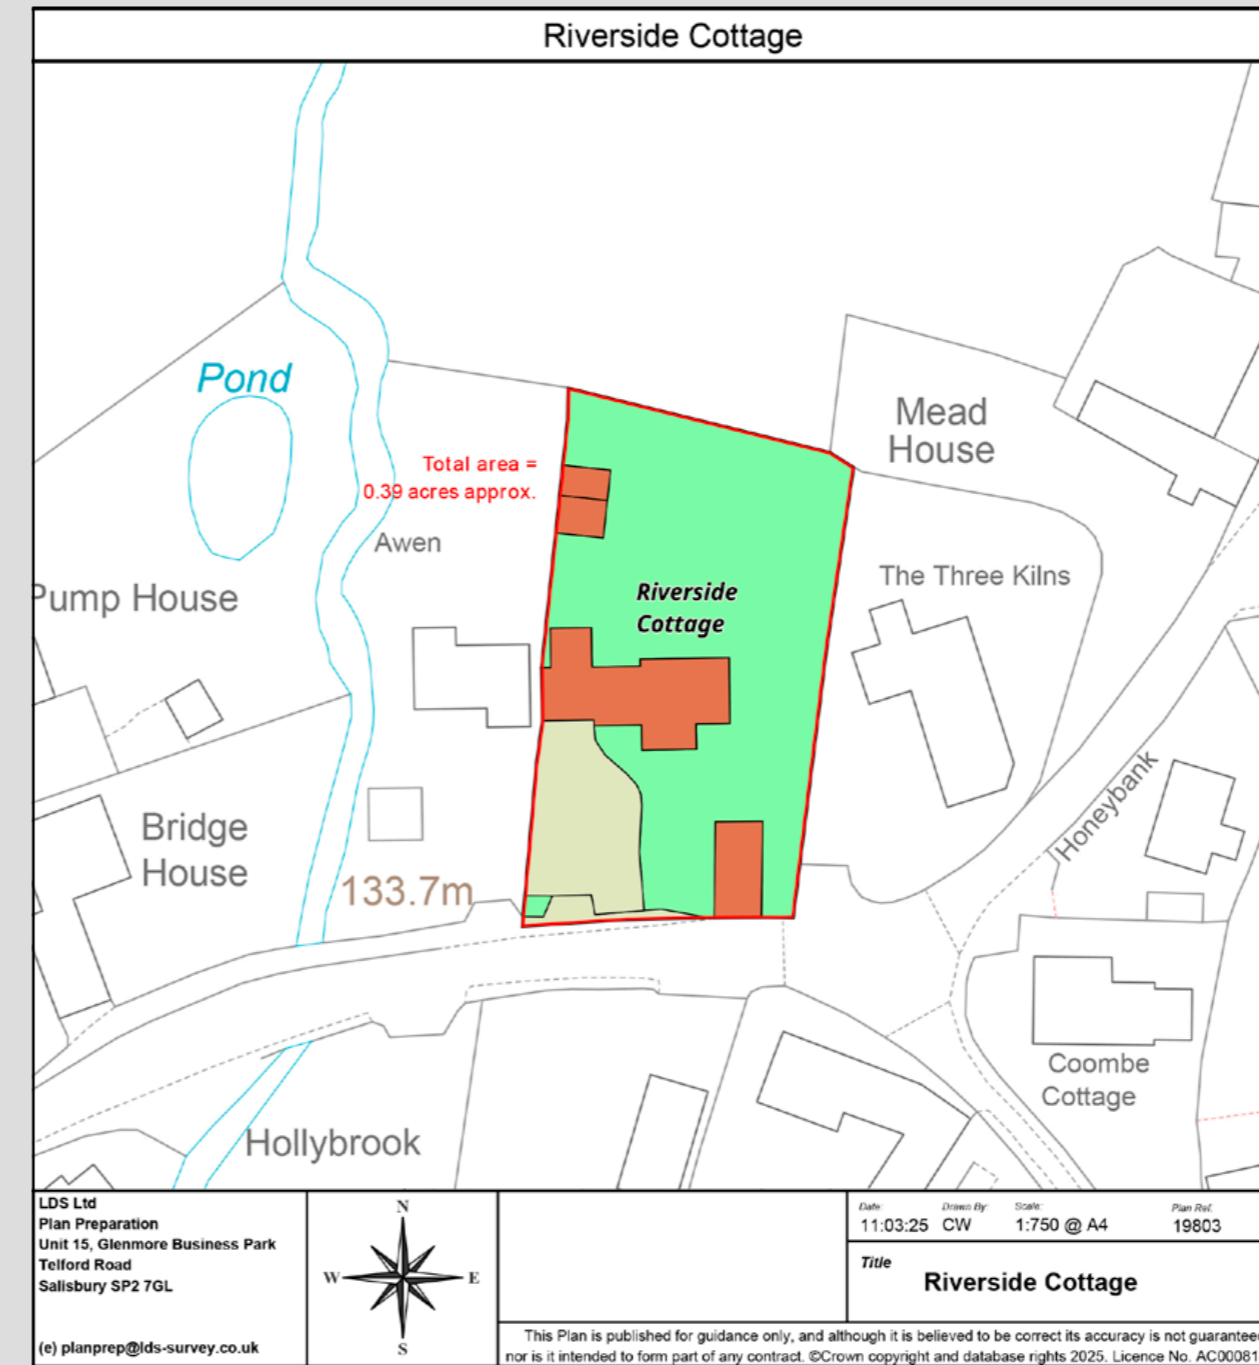 Riverside Cottage
Pond
Mead
House
Total area =
0.39 acres approx.
Awen
The Three Kilns
Riverside
Cottage
Pump House
Honeybank
Bridge
House
133.7m
Coombe
Cottage
Hollybrook
LDS Ltd
Plan Preparation
Unit 15, Glenmore Business Park
Telford Road
Salisbury SP2 7GL
(e) planprep@lds-survey.co.uk
N
W E
S
Date: Drawn By: Scale: Plan Ref.
11:03:25 CW 1:750 @ A4 19803
Title
Riverside Cottage
This Plan is published for guidance only, and although it is believed to be correct its accuracy is not guarantee
nor is it intended to form part of any contract. ©Crown copyright and database rights 2025. Licence No. AC00081